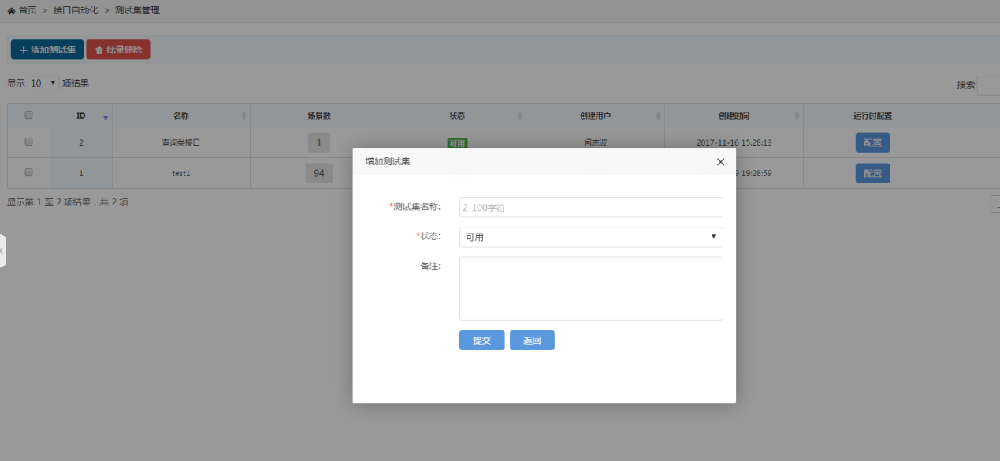 首页 > 接口自动化 > 测试集管理
添加测试集 批量删除
显示 10 项结果
搜索:
ID 名称 场景数 状态 创建用户 创建时间 运行时配置
2 查询类接口 1 可用 闫志波 2017-11-16 15:28:13 配置
1 test1 94 9 19:28:59 配置
显示第 1 至 2 项结果，共 2 项
增加测试集
*测试集名称: 2-100字符
*状态: 可用
备注:
提交 返回